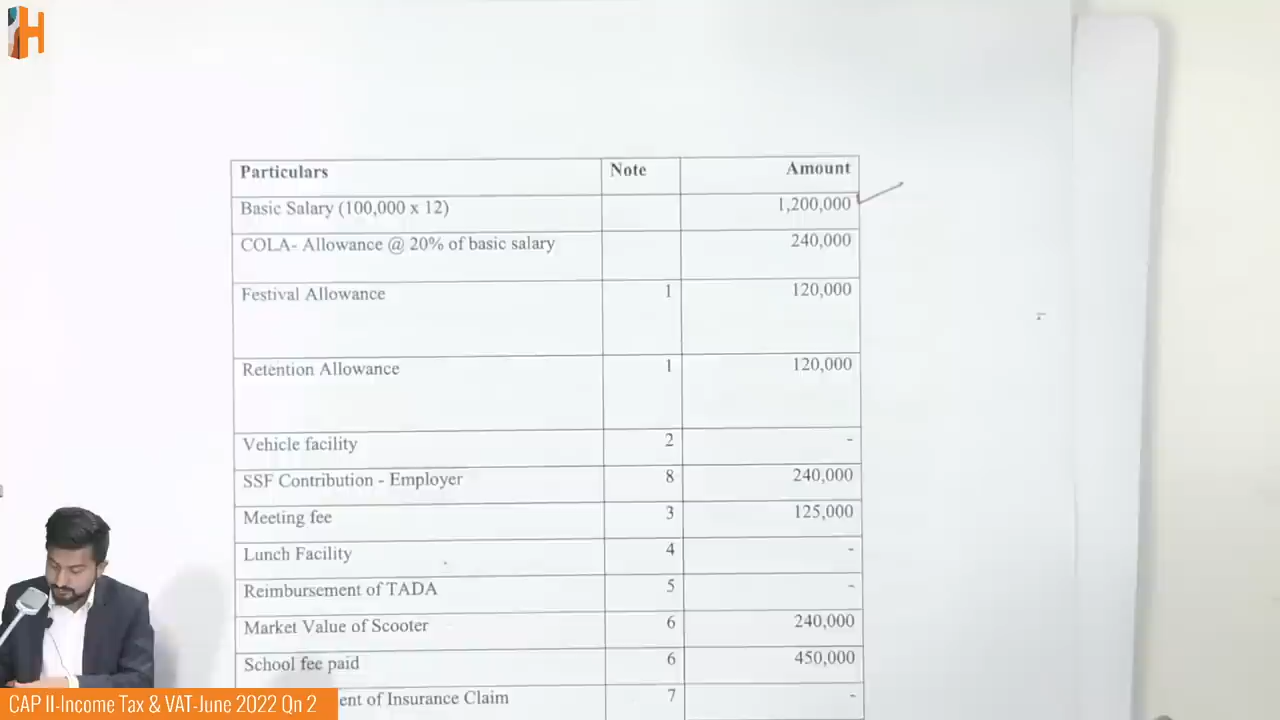 H
Particulars Note Amount
Basic Salary (100,000 x 12) 1,200,000
COLA- Allowance @ 20% of basic salary 240,000
Festival Allowance 1 120,000
Retention Allowance 1 120,000
Vehicle facility 2 -
SSF Contribution - Employer 8 240,000
Meeting fee 3 125,000
Lunch Facility 4 -
Reimbursement of TADA 5 -
Market Value of Scooter 6 240,000
School fee paid 6 450,000
ent of Insurance Claim 7 -
CAP II-Income Tax & VAT-June 2022 Qn 2